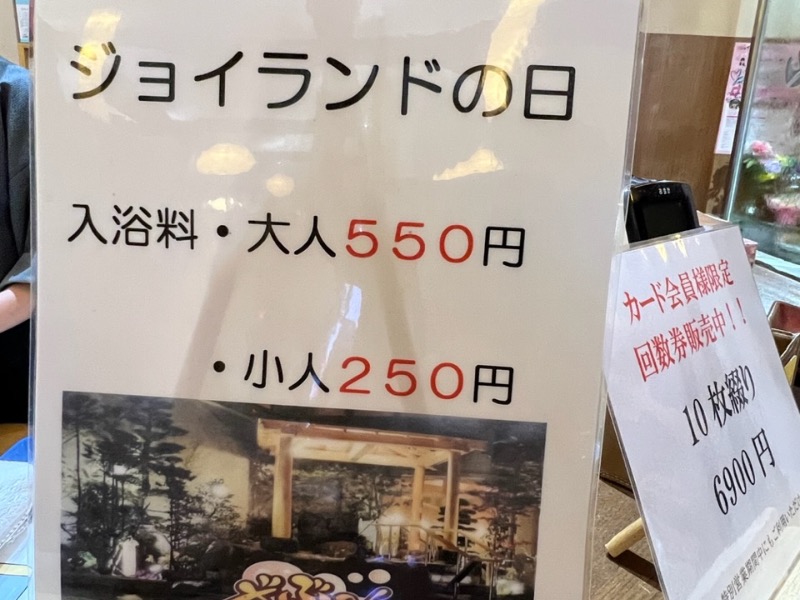 ジョイランドの日
入浴料・大人550円
・小人250円
カード会員様限定
回数券販売中!!
10枚綴り
6900円